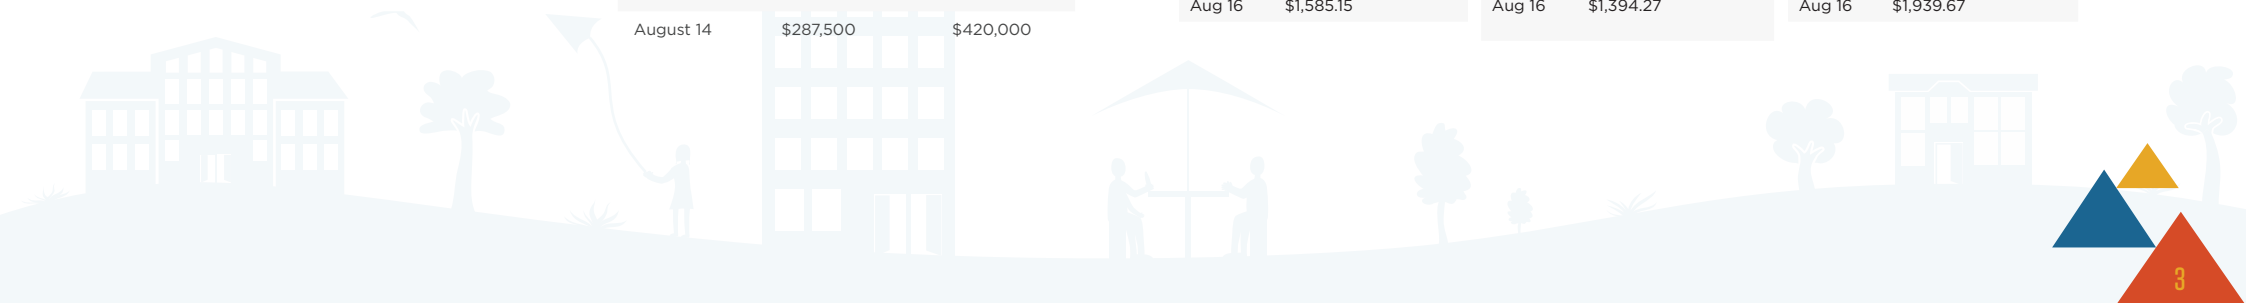 Aug 16 $1,585.15 Aug 16 $1,394.27 Aug 16 $1,939.67
August 14 $287,500 $420,000
3